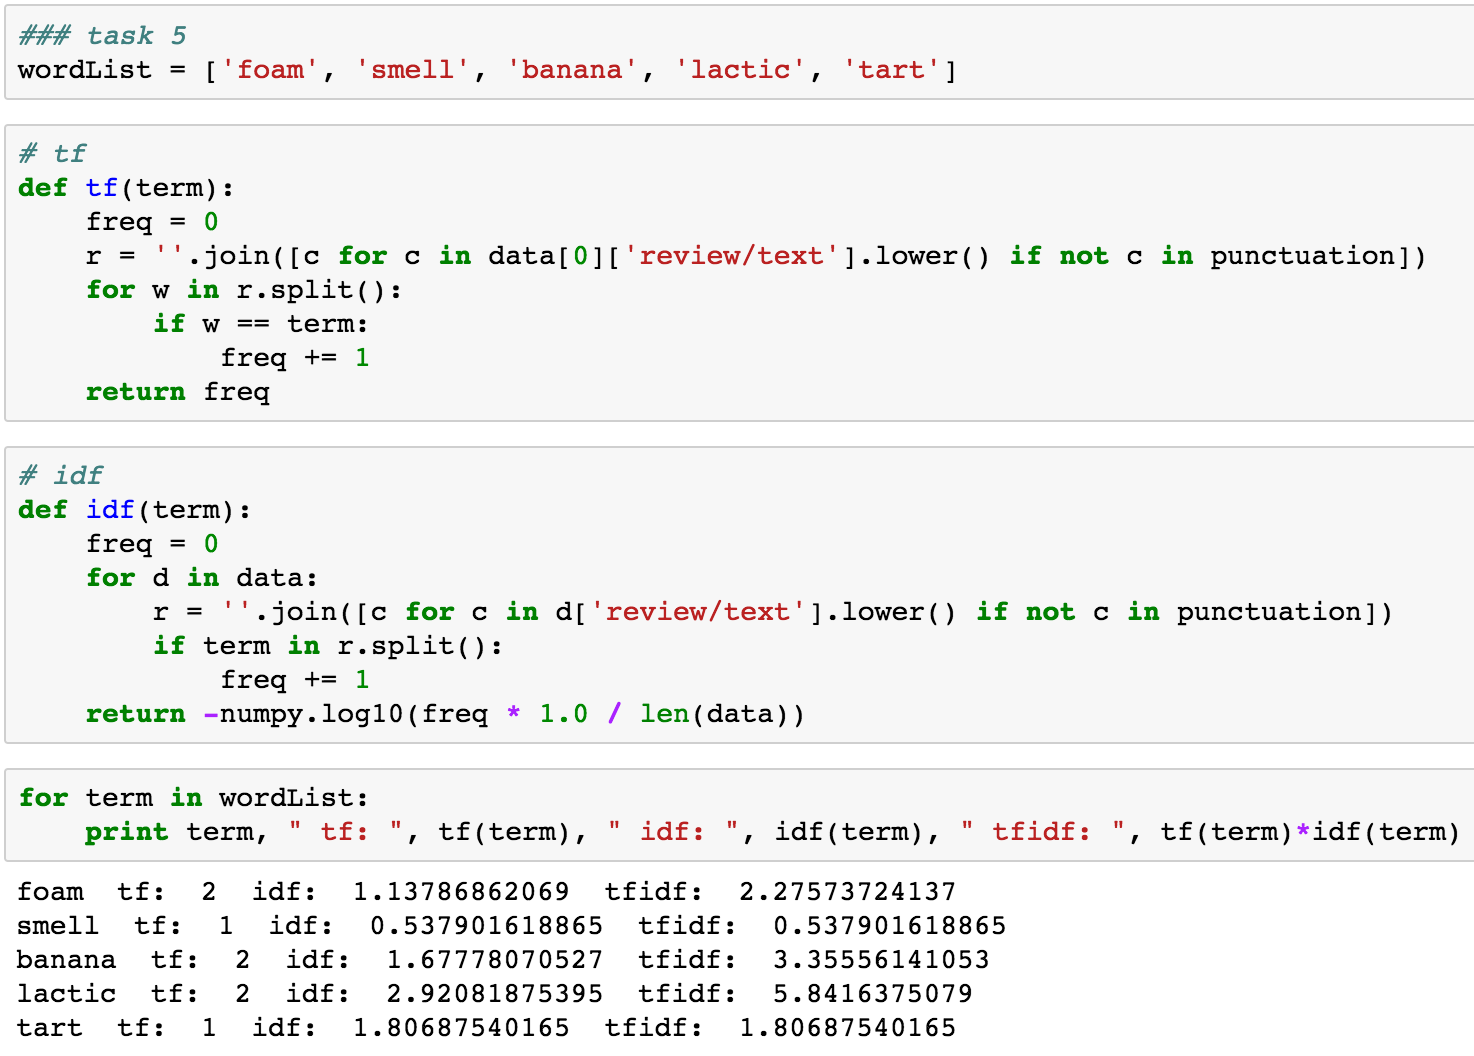 ### task 5
wordList = ['foam', 'smell', 'banana', 'lactic', 'tart']
# tf
def tf(term):
    freq = 0
    r = ''.join([c for c in data[0]['review/text'].lower() if not c in punctuation])
    for w in r.split():
        if w == term:
            freq += 1
    return freq
# idf
def idf(term):
    freq = 0
    for d in data:
        r = ''.join([c for c in d['review/text'].lower() if not c in punctuation])
        if term in r.split():
            freq += 1
    return -numpy.log10(freq * 1.0 / len(data))
for term in wordList:
    print term, " tf: ", tf(term), " idf: ", idf(term), " tfidf: ", tf(term)*idf(term)
foam  tf:  2  idf:  1.13786862069  tfidf:  2.27573724137
smell  tf:  1  idf:  0.537901618865  tfidf:  0.537901618865
banana  tf:  2  idf:  1.67778070527  tfidf:  3.35556141053
lactic  tf:  2  idf:  2.92081875395  tfidf:  5.8416375079
tart  tf:  1  idf:  1.80687540165  tfidf:  1.80687540165